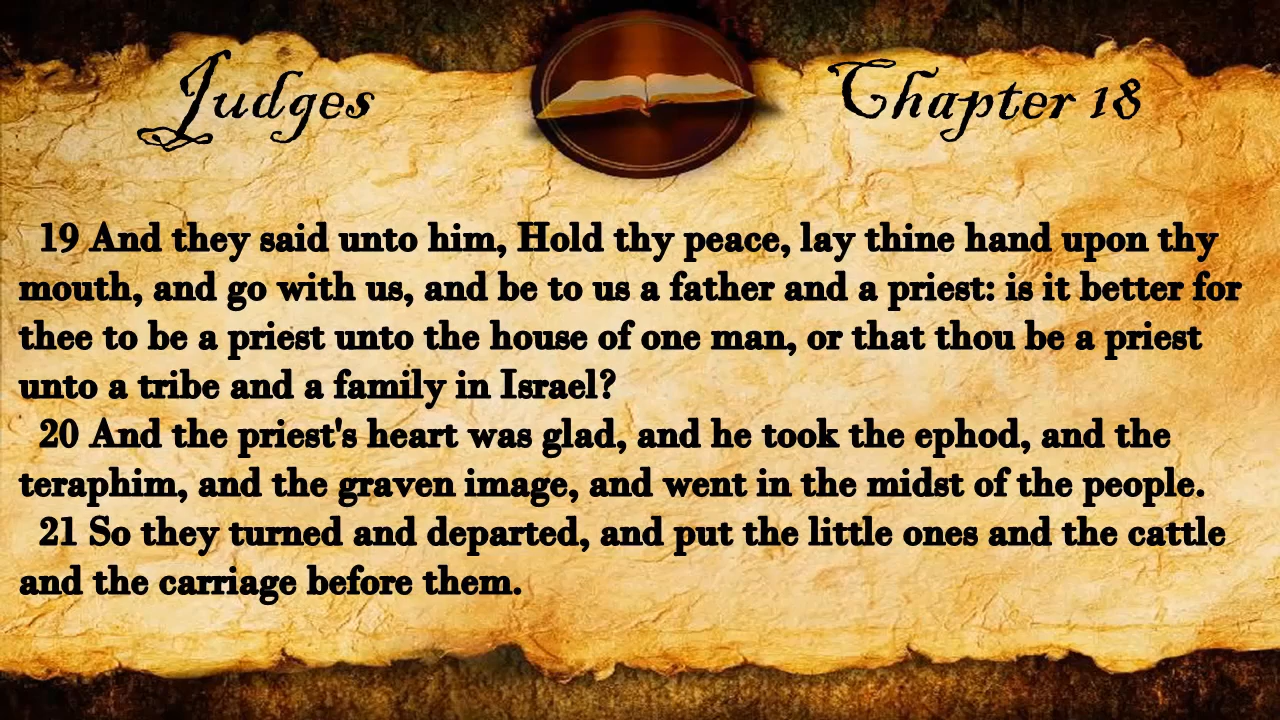 Judges Chapter 18
19 And they said unto him, Hold thy peace, lay thine hand upon thy
mouth, and go with us, and be to us a father and a priest: is it better for
thee to be a priest unto the house of one man, or that thou be a priest
unto a tribe and a family in Israel?
20 And the priest's heart was glad, and he took the ephod, and the
teraphim, and the graven image, and went in the midst of the people.
21 So they turned and departed, and put the little ones and the cattle
and the carriage before them.